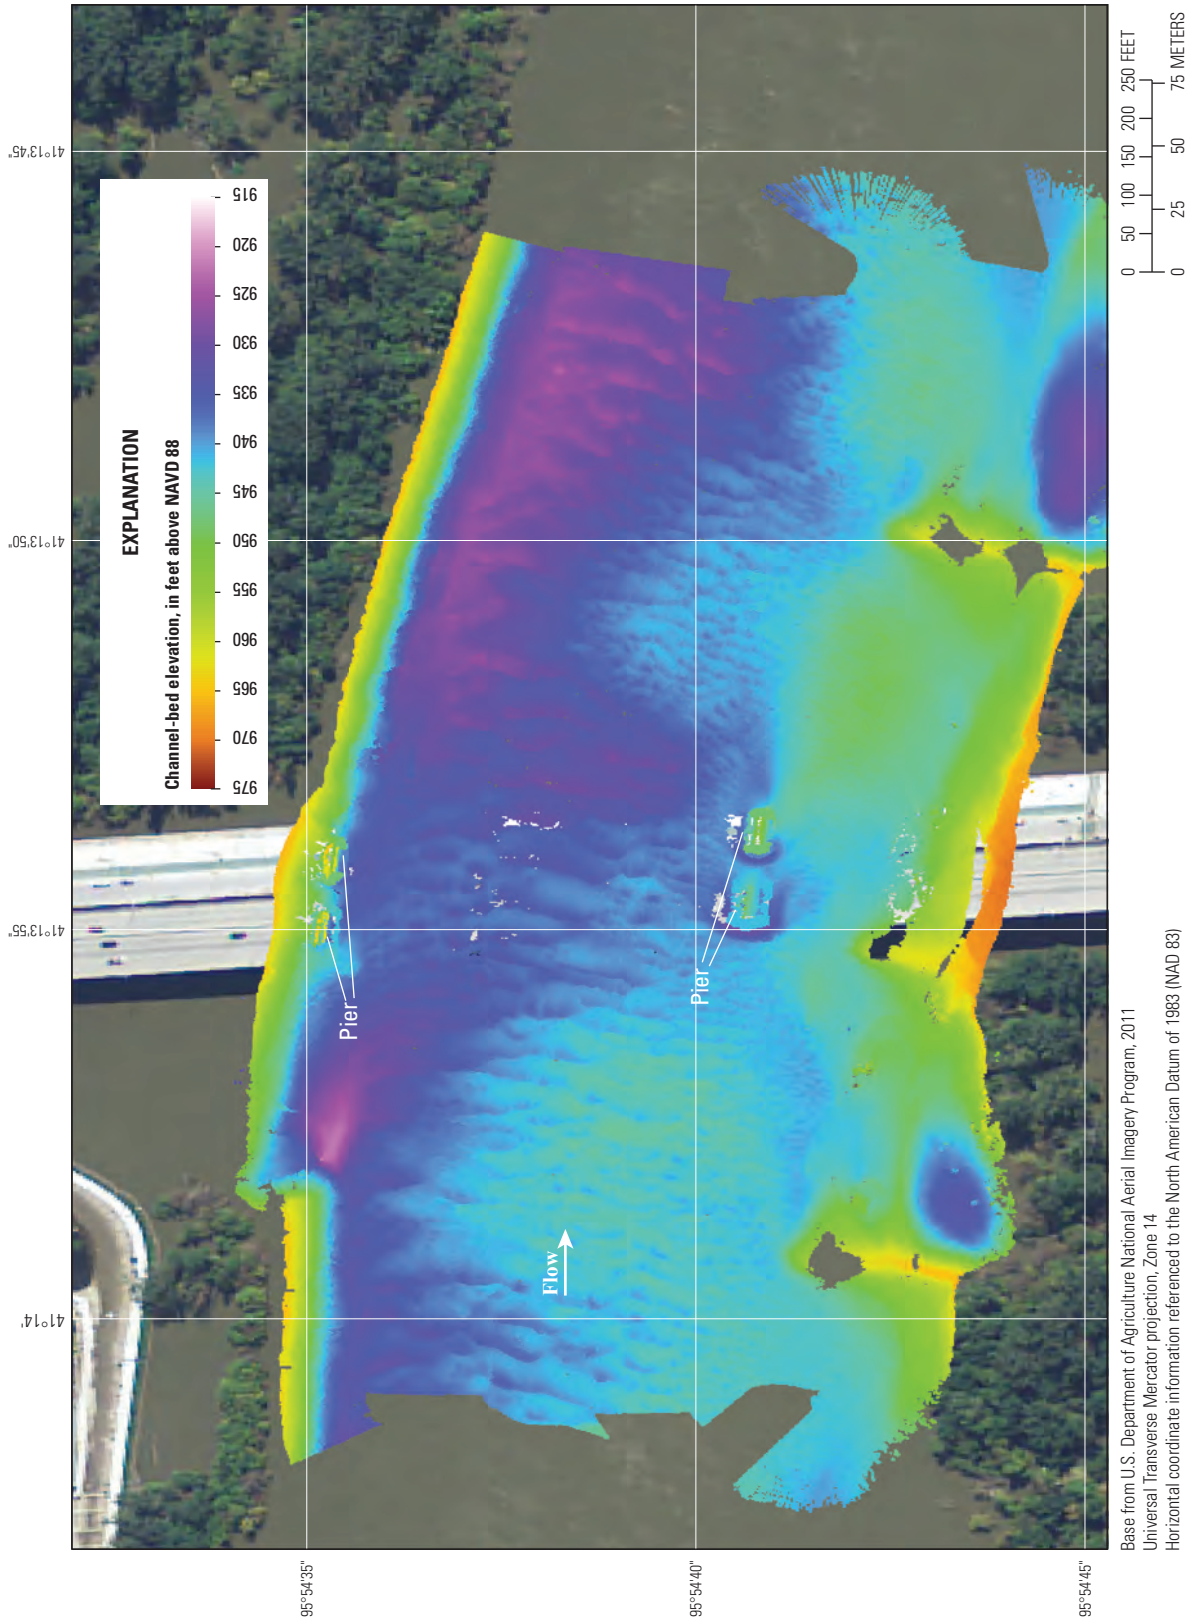 41°13'45"
41°13'50"
41°13'55"
41°14'
EXPLANATION
Channel-bed elevation, in feet above NAVD 88
975 970 965 960 955 950 945 940 935 930 925 920 915
Pier
Pier
Flow
95°54'35"
95°54'40"
95°54'45"
Base from U.S. Department of Agriculture National Aerial Imagery Program, 2011
Universal Transverse Mercator projection, Zone 14
Horizontal coordinate information referenced to the North American Datum of 1983 (NAD 83)
0 50 100 150 200 250 FEET
0 25 50 75 METERS